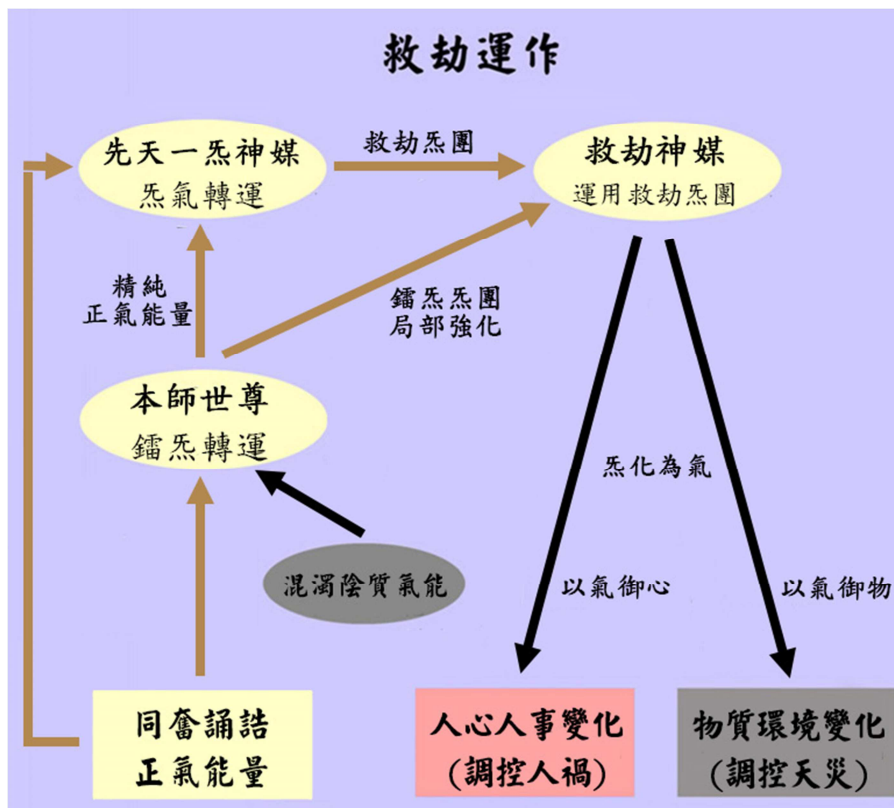 救劫運作
先天一炁神媒
炁氣轉運
救劫炁團
救劫神媒
運用救劫炁團
精純
正氣能量
鐳炁炁團
局部強化
本師世尊
鐳炁轉運
炁化為氣
混濁陰質氣能
以氣御心
以氣御物
同奮誦誥
正氣能量
人心人事變化
(調控人禍)
物質環境變化
(調控天災)